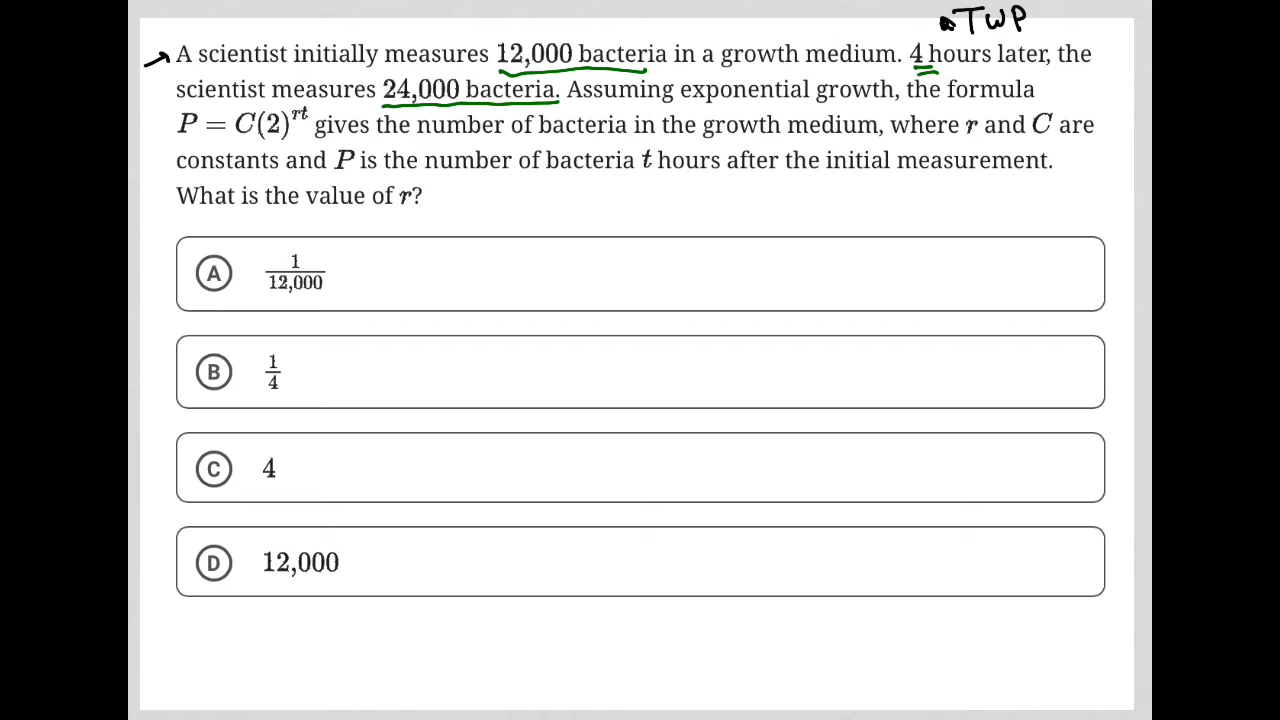 TWP
A scientist initially measures 12,000 bacteria in a growth medium. 4 hours later, the
scientist measures 24,000 bacteria. Assuming exponential growth, the formula
P = C(2)^{rt} gives the number of bacteria in the growth medium, where r and C are
constants and P is the number of bacteria t hours after the initial measurement.
What is the value of r?
A 1/12,000
B 1/4
C 4
D 12,000